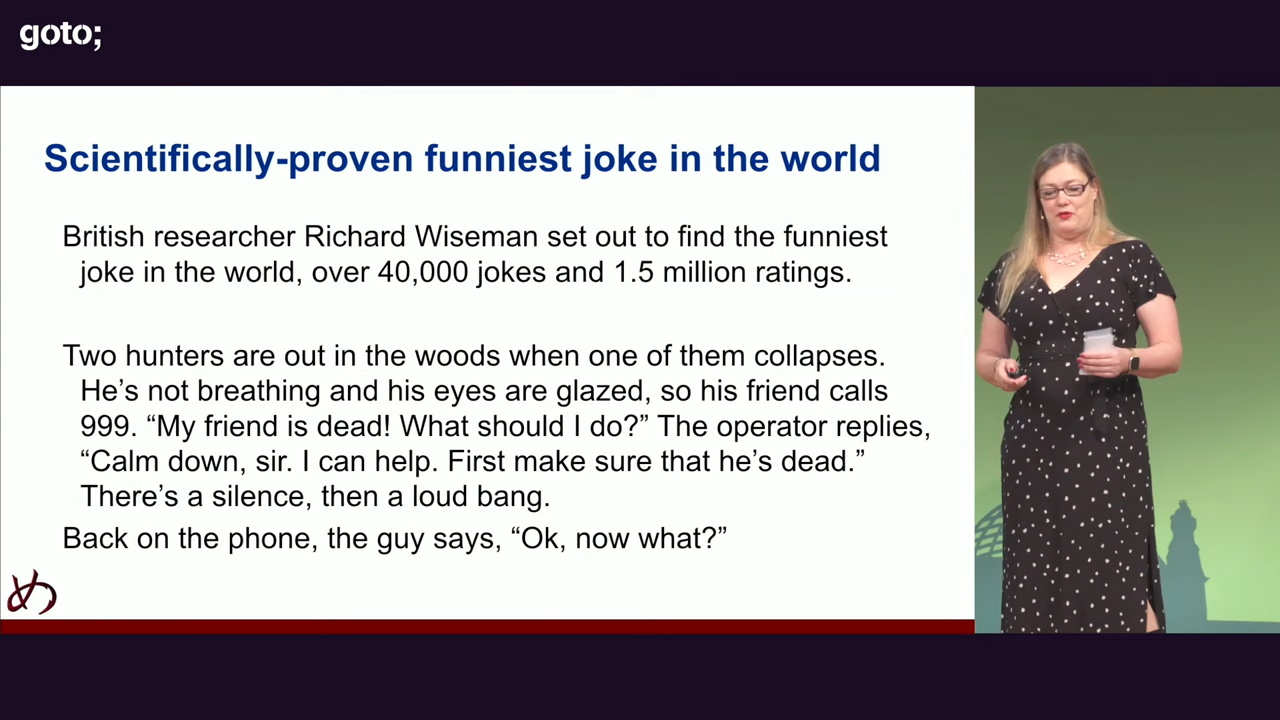 goto;
Scientifically-proven funniest joke in the world
British researcher Richard Wiseman set out to find the funniest
joke in the world, over 40,000 jokes and 1.5 million ratings.
Two hunters are out in the woods when one of them collapses.
He’s not breathing and his eyes are glazed, so his friend calls
999. “My friend is dead! What should I do?” The operator replies,
“Calm down, sir. I can help. First make sure that he’s dead.”
There’s a silence, then a loud bang.
Back on the phone, the guy says, “Ok, now what?”
め